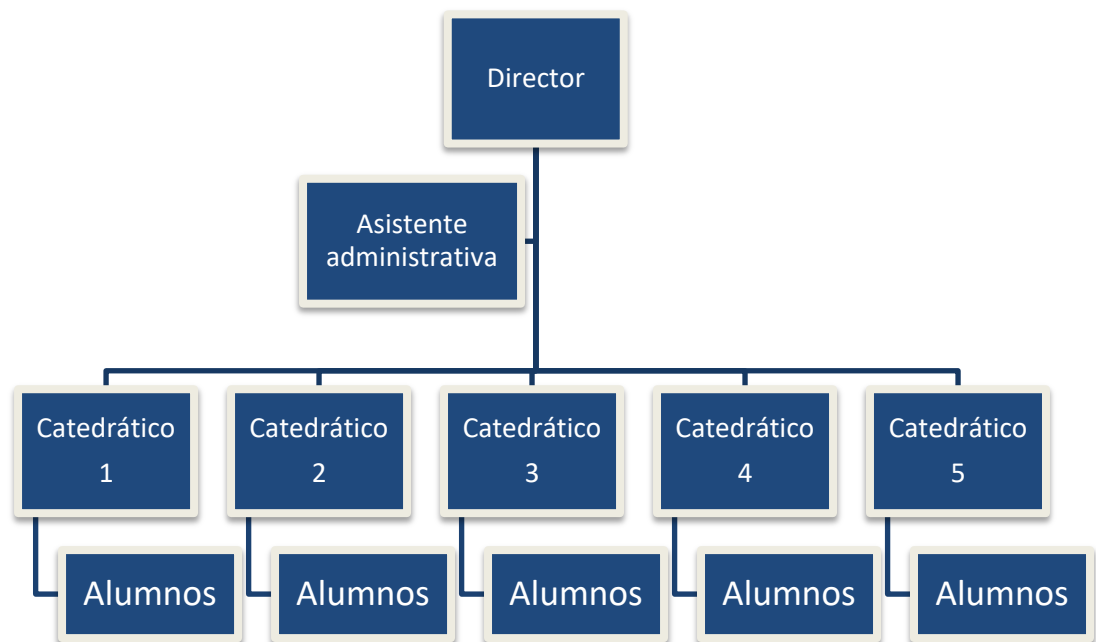 Director
Asistente
administrativa
Catedrático
1
Catedrático
2
Catedrático
3
Catedrático
4
Catedrático
5
Alumnos
Alumnos
Alumnos
Alumnos
Alumnos